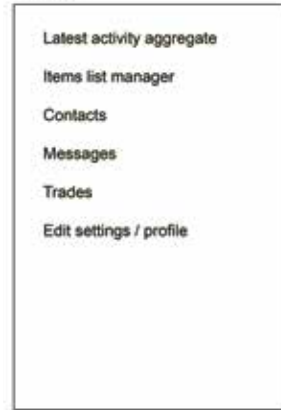 Latest activity aggregate
Items list manager
Contacts
Messages
Trades
Edit settings / profile